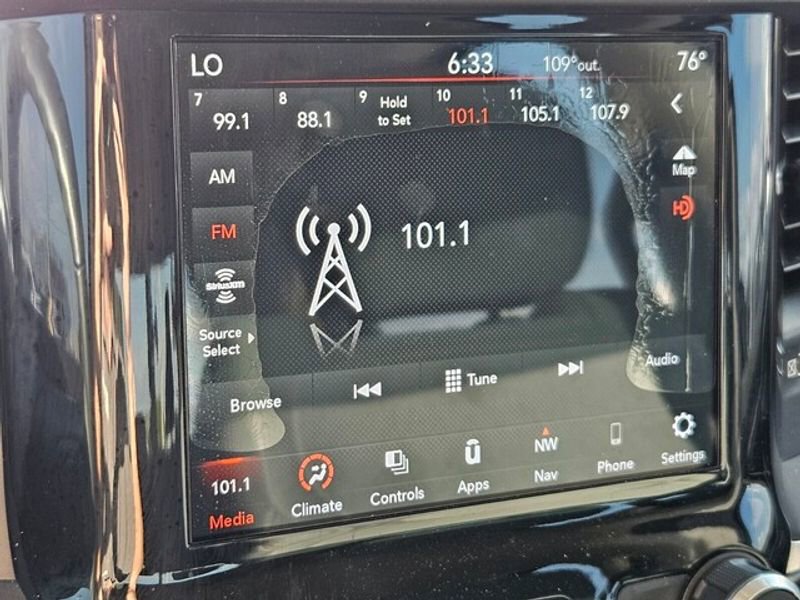 LO 6:33 109°out. 76°
7 8 9 10 11 12
99.1 88.1 Hold to Set 101.1 105.1 107.9
AM
Map
FM
HD
101.1
SiriusXM
Source
Select
Audio
Browse Tune
NW
101.1
Media Climate Controls Apps Nav Phone Settings